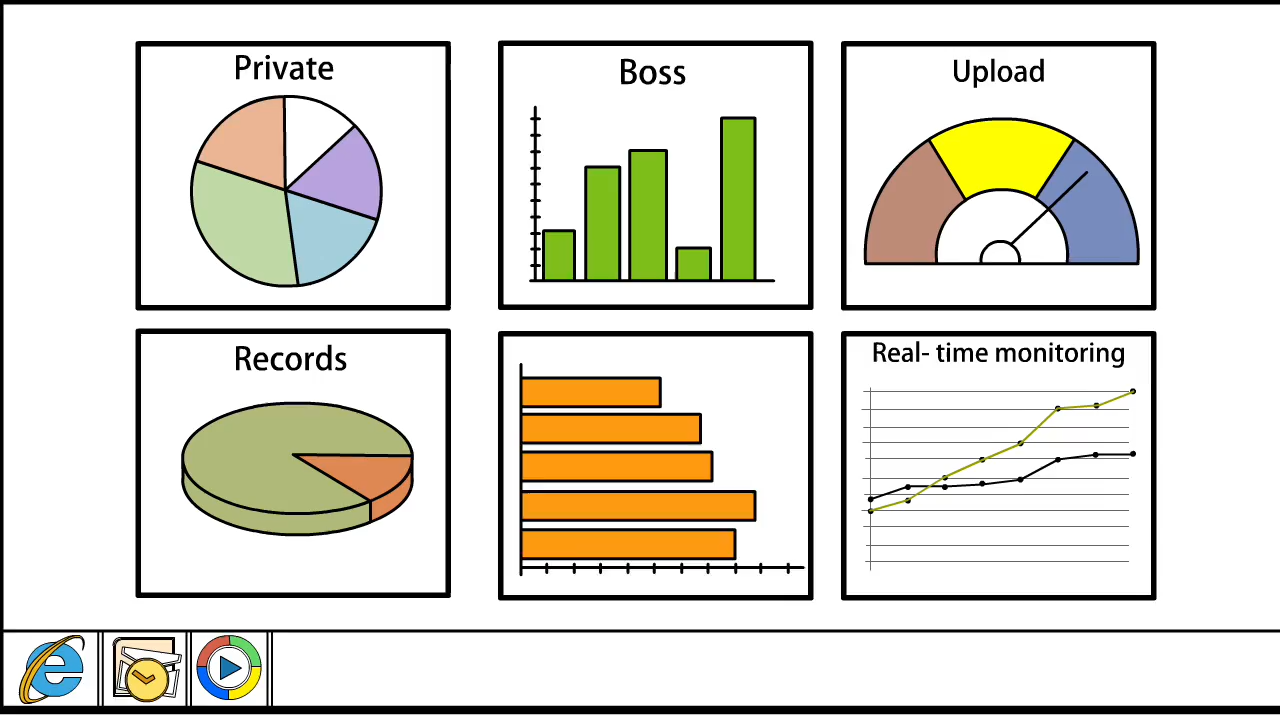 Private
Boss
Upload
Records
Real- time monitoring